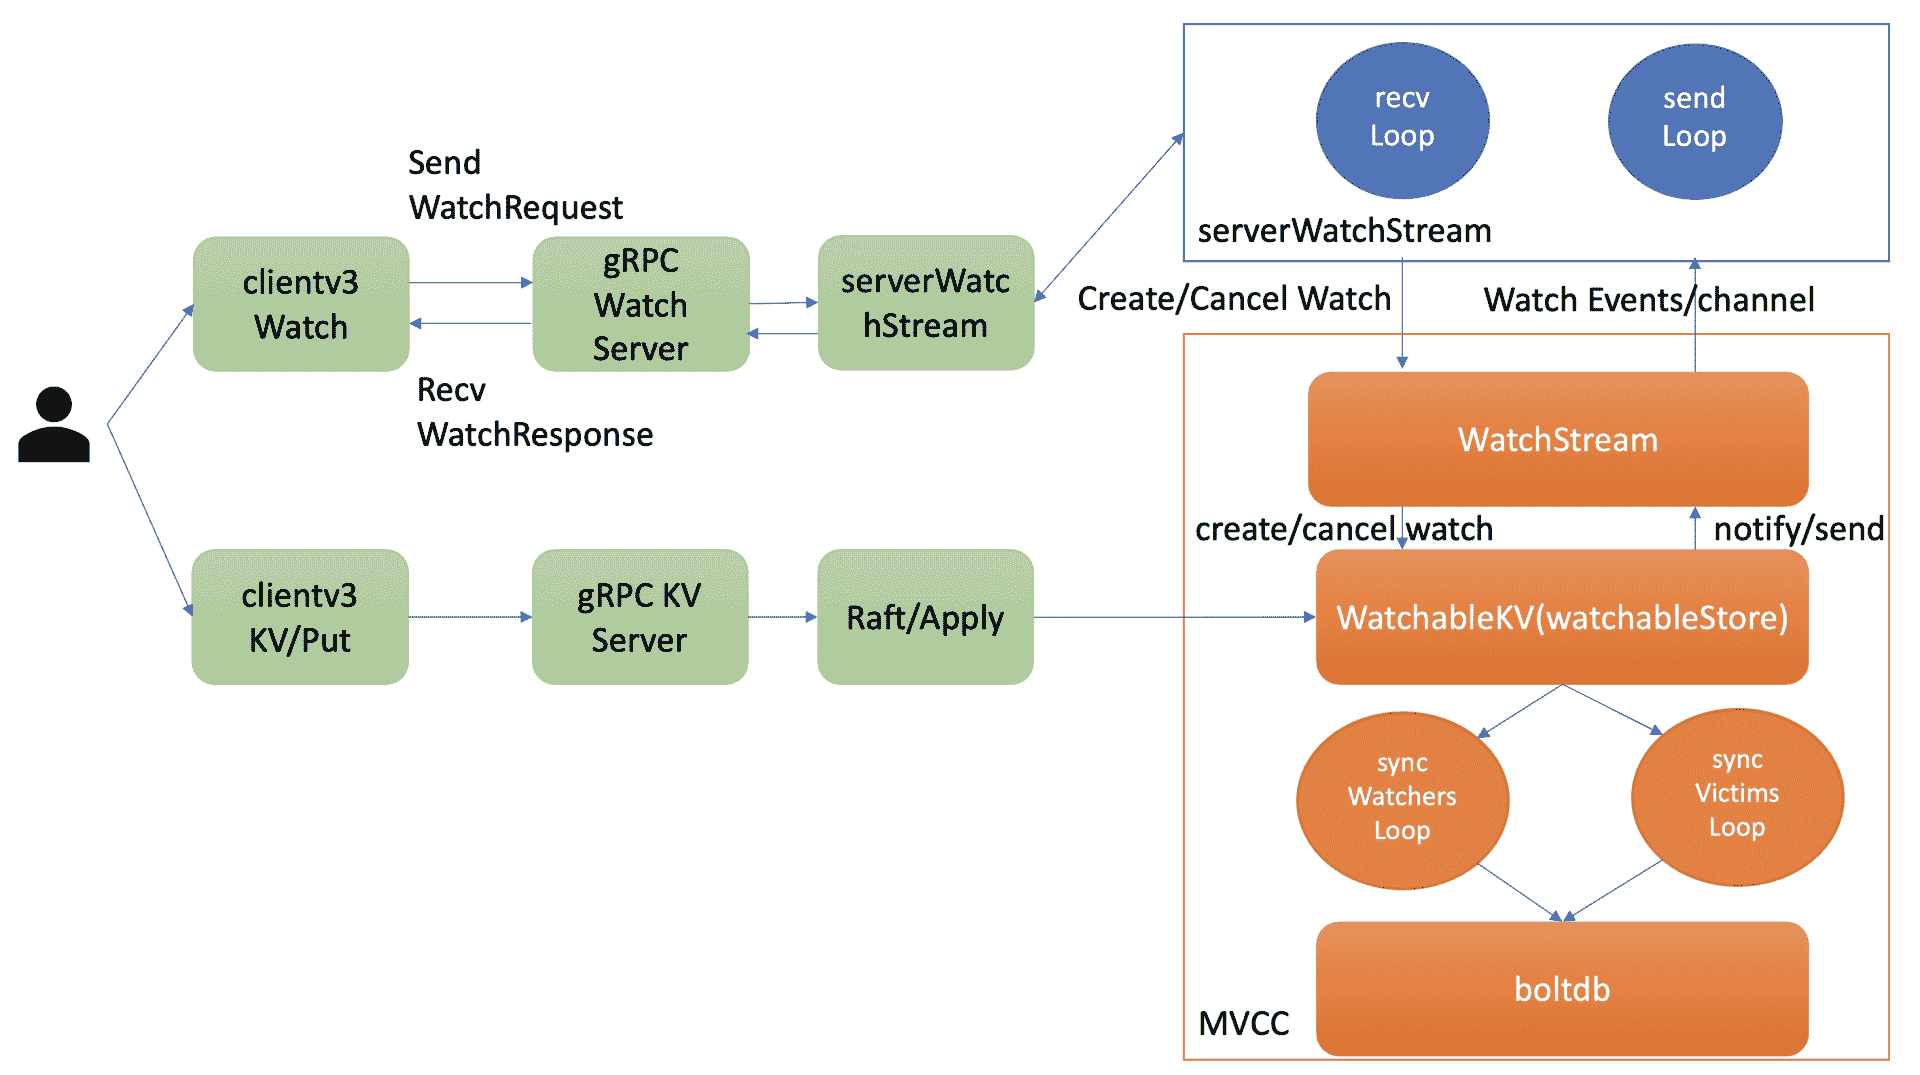 Send
WatchRequest
clientv3
Watch
gRPC
Watch
Server
serverWatc
hStream
Recv
WatchResponse
clientv3
KV/Put
gRPC KV
Server
Raft/Apply
recv
Loop
send
Loop
serverWatchStream
Create/Cancel Watch
Watch Events/channel
WatchStream
create/cancel watch
notify/send
WatchableKV(watchableStore)
sync
Watchers
Loop
sync
Victims
Loop
boltdb
MVCC